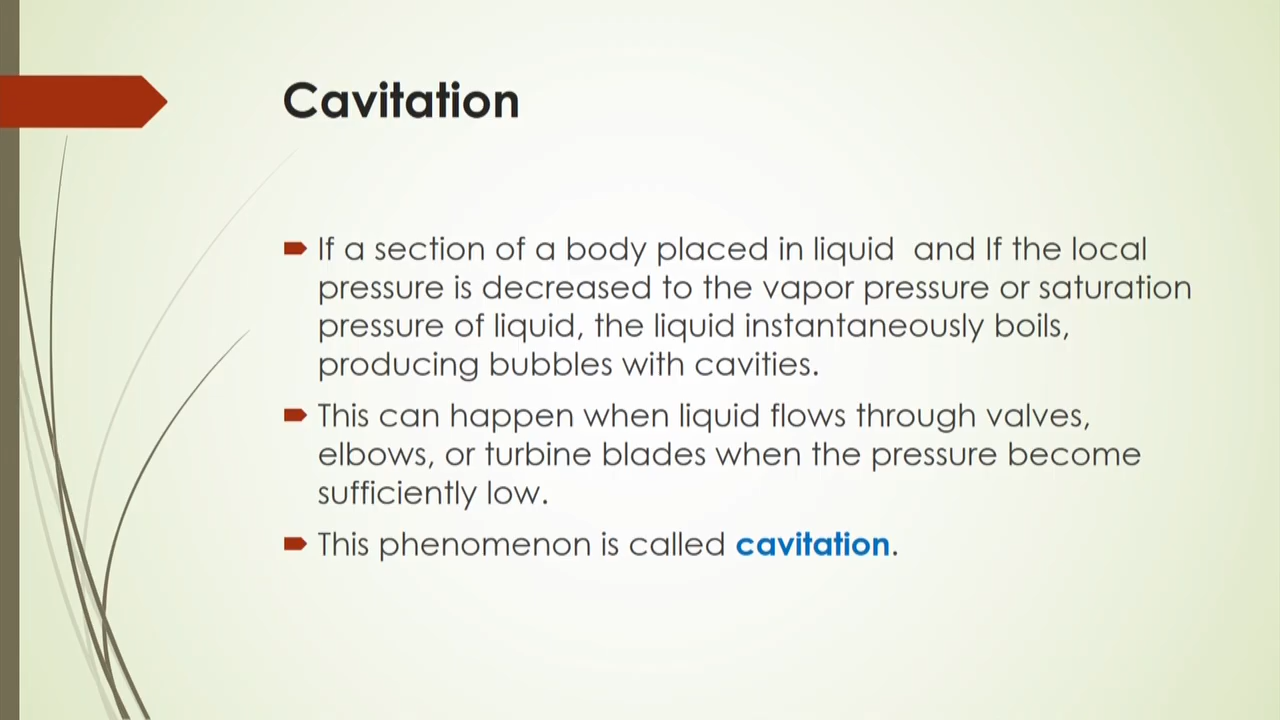 Cavitation
If a section of a body placed in liquid  and If the local
pressure is decreased to the vapor pressure or saturation
pressure of liquid, the liquid instantaneously boils,
producing bubbles with cavities.
This can happen when liquid flows through valves,
elbows, or turbine blades when the pressure become
sufficiently low.
This phenomenon is called cavitation.